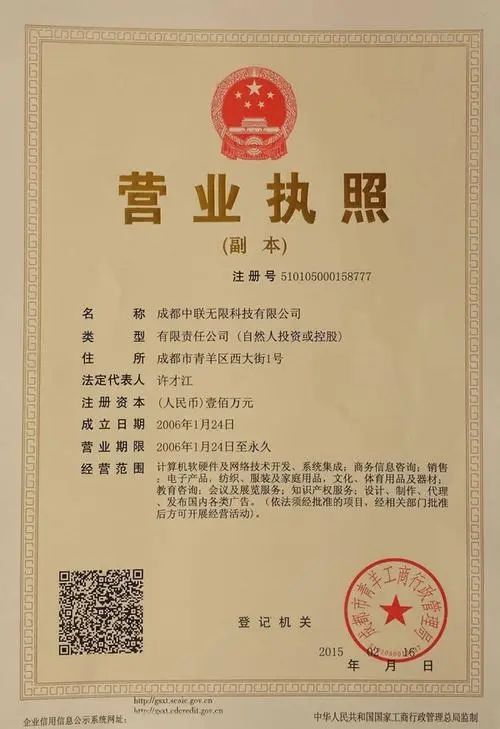 营业执照
(副 本)
注 册 号 510105000158777
名 称 成都中联无限科技有限公司
类 型 有限责任公司（自然人投资或控股）
住 所 成都市青羊区西大街1号
法定代表人 许才江
注 册 资 本 (人民币)壹佰万元
成 立 日 期 2006年1月24日
营 业 期 限 2006年1月24日至永久
经 营 范 围 计算机软硬件及网络技术开发、系统集成；商务信息咨询；销售
：电子产品，纺织、服装及家庭用品，文化、体育用品及器材；
教育咨询；会议及展览服务；知识产权服务；设计、制作、代理
、发布国内各类广告。（依法须经批准的项目，经相关部门批准
后方可开展经营活动）。
成都市青羊工商行政管理局
登 记 机 关
2015 02 16
年 月 日
http://gsxt.scaic.gov.cn
http://gsxt.cdcredit.gov.cn
企业信用信息公示系统网址：
中华人民共和国国家工商行政管理总局监制